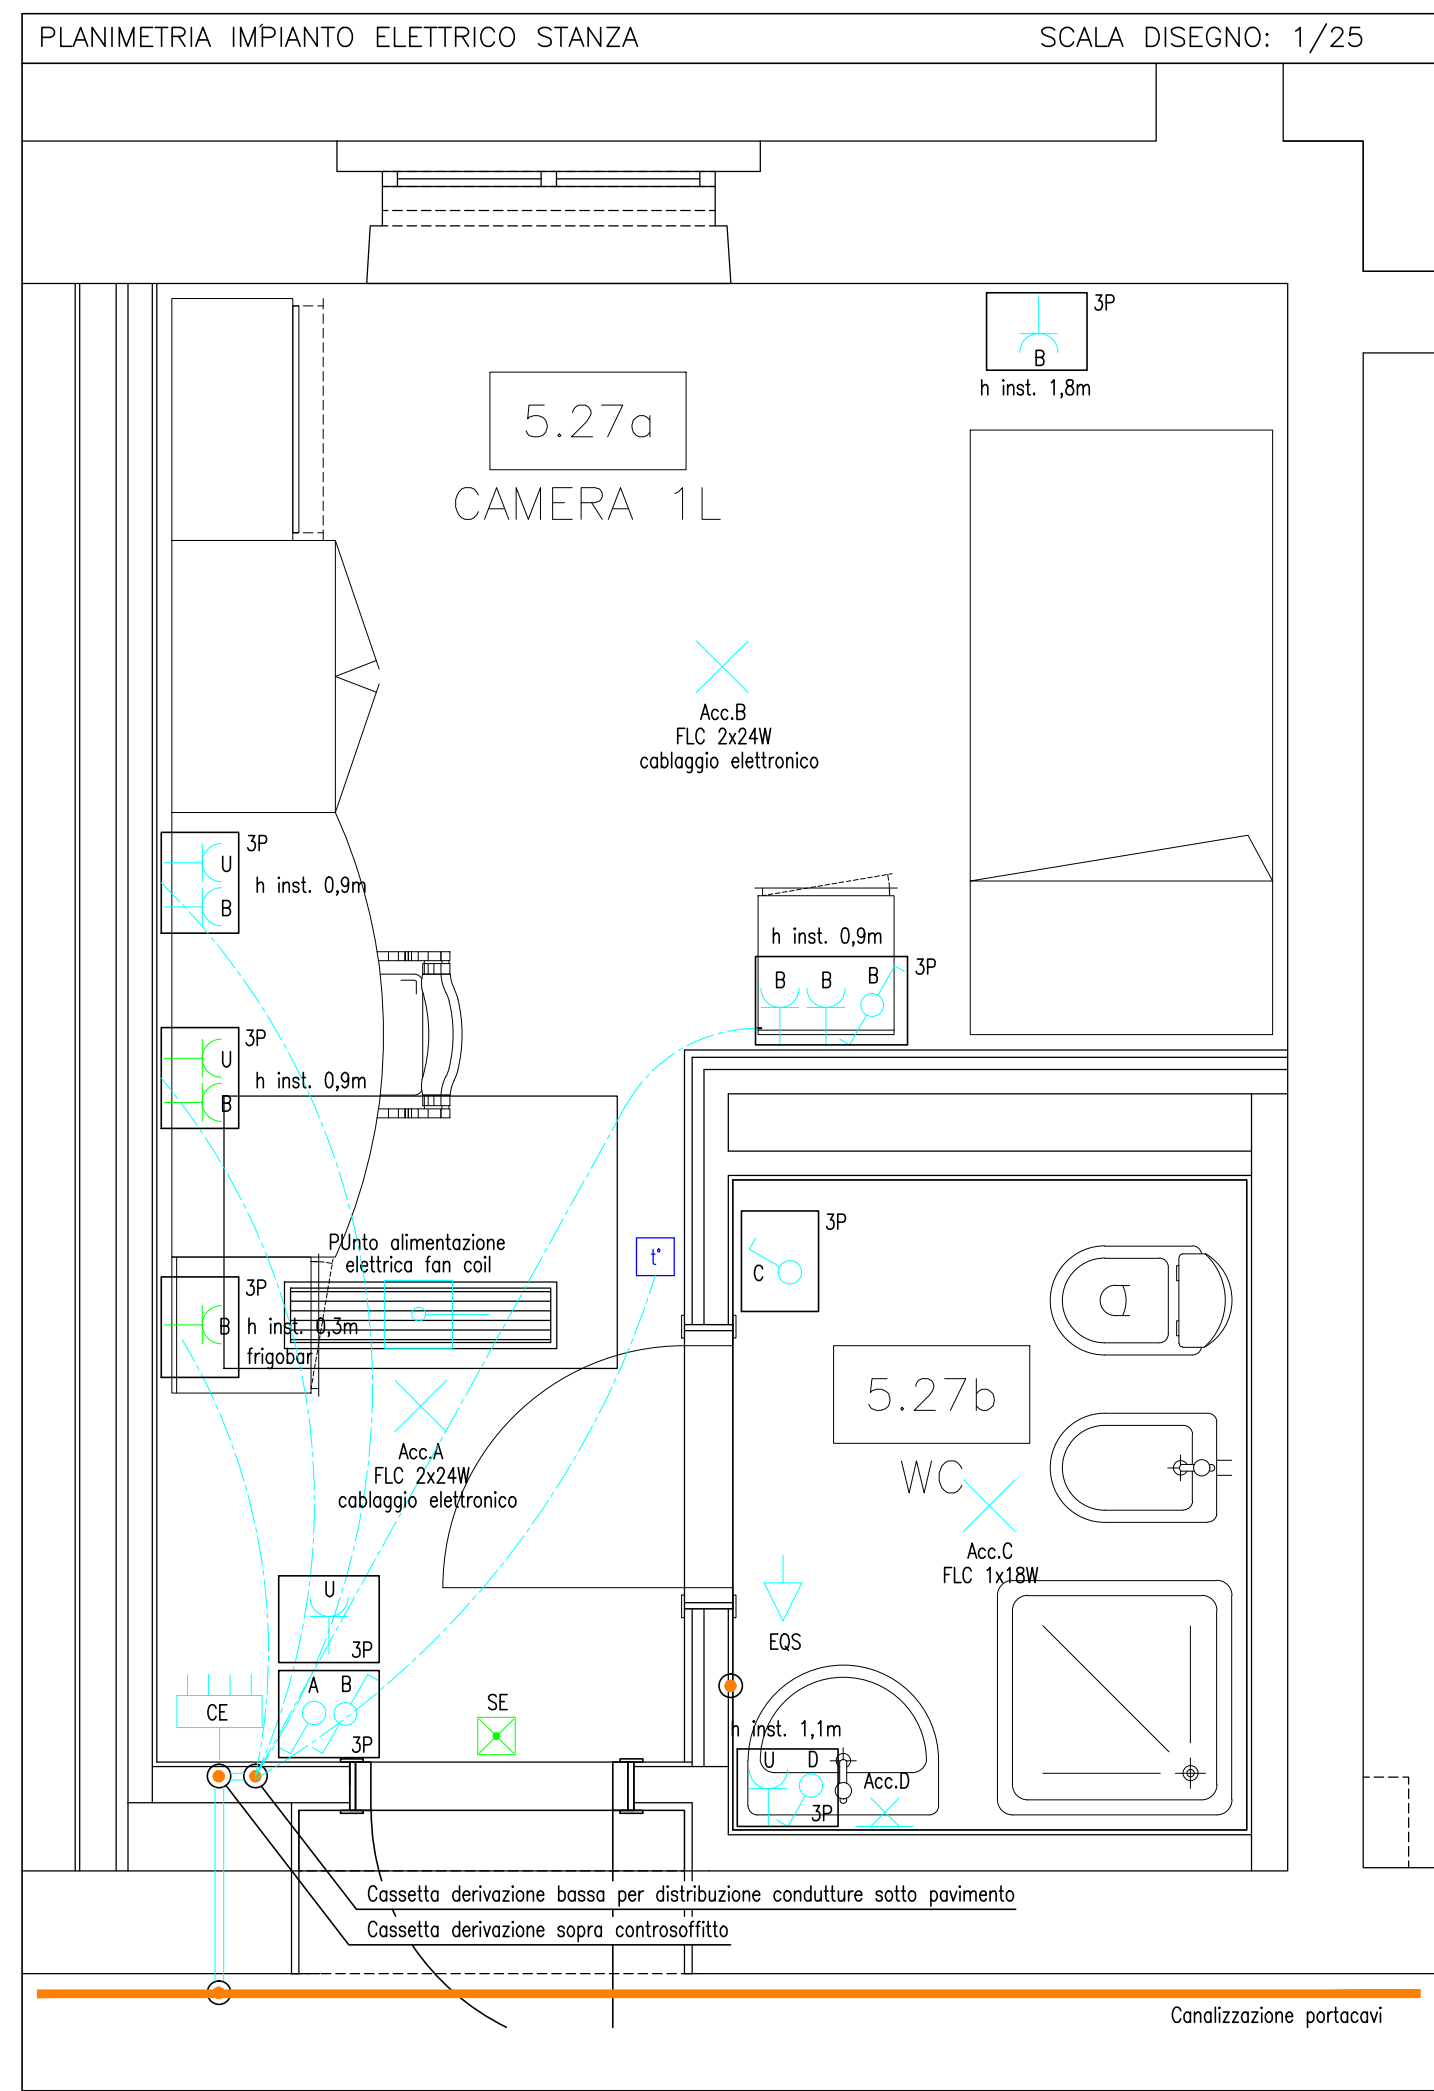 PLANIMETRIA IMPIANTO ELETTRICO STANZA
SCALA DISEGNO: 1/25
3P
B
h inst. 1,8m
5.27a
CAMERA 1L
Acc.B
FLC 2x24W
cablaggio elettronico
3P
U
h inst. 0,9m
B
h inst. 0,9m
B B B
3P
3P
U
h inst. 0,9m
B
3P
C
PUnto alimentazione
elettrica fan coil
t°
3P
B
h inst. 0,3m
frigobar
5.27b
WC
Acc.A
FLC 2x24W
cablaggio elettronico
Acc.C
FLC 1x18W
U
3P
EQS
A B
3P
CE
SE
h inst. 1,1m
U D
3P
Acc.D
Cassetta derivazione bassa per distribuzione condutture sotto pavimento
Cassetta derivazione sopra controsoffitto
Canalizzazione portacavi